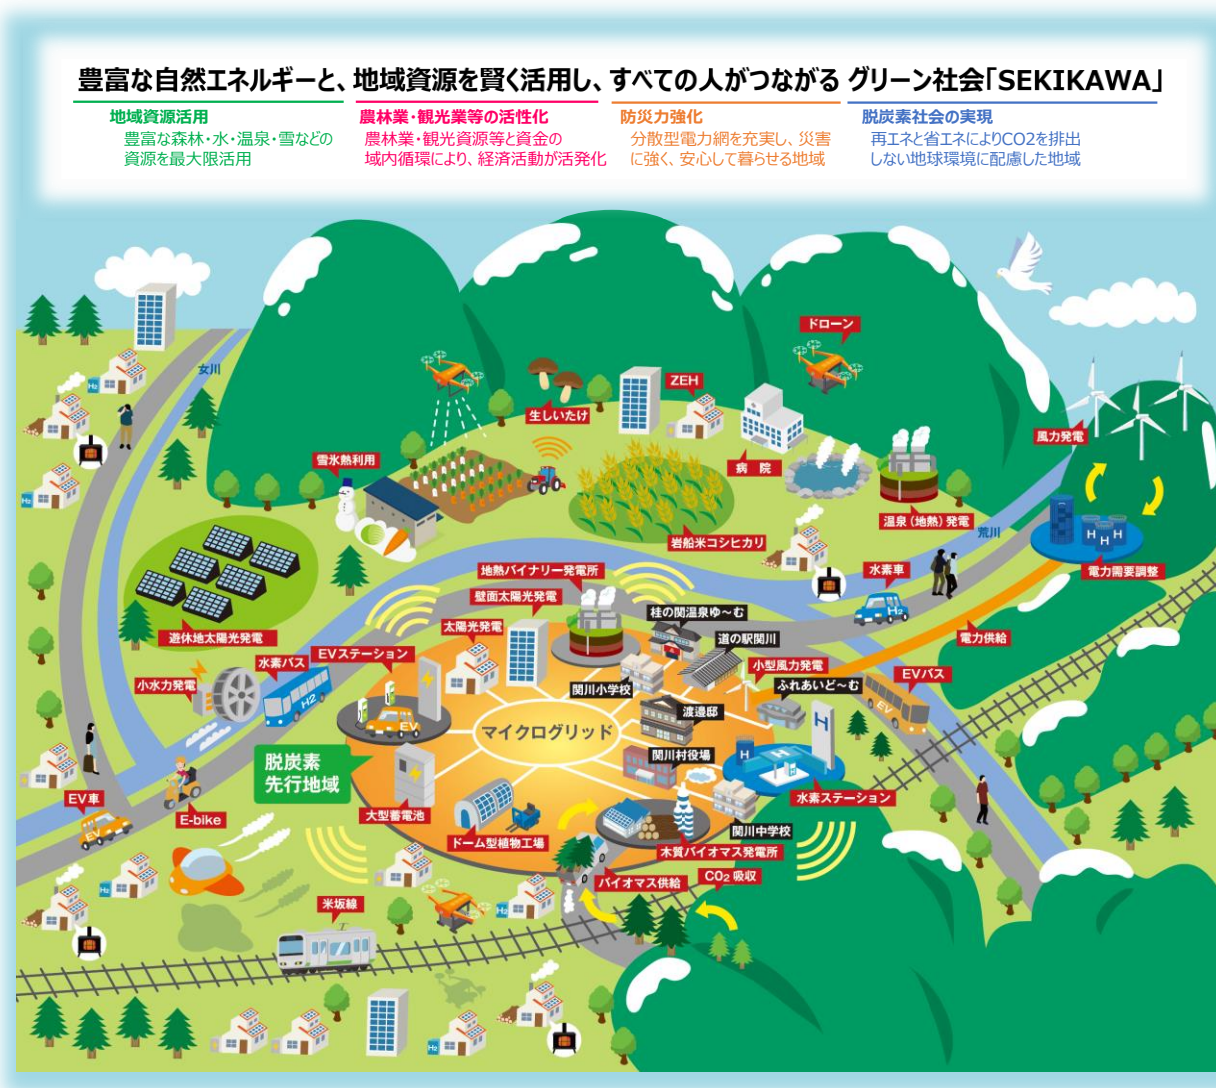 豊富な自然エネルギーと、地域資源を賢く活用し、すべての人がつながる グリーン社会「SEKIKAWA」
地域資源活用
豊富な森林・水・温泉・雪などの
資源を最大限活用
農林業・観光業等の活性化
農林業・観光資源等と資金の
域内循環により、経済活動が活発化
防災力強化
分散型電力網を充実し、災害
に強く、安心して暮らせる地域
脱炭素社会の実現
再エネと省エネによりCO2を排出
しない地球環境に配慮した地域
ドローン
女川
ZEH
生しいたけ
風力発電
病 院
雪氷熱利用
温泉(地熱)発電
荒川
岩船米コシヒカリ
H
H
H
H2
H2
電力需要調整
地熱バイナリー発電所
水素車
H2
壁面太陽光発電
桂の関温泉ゆ〜む
太陽光発電
道の駅関川
電力供給
遊休地太陽光発電
水素バス
H2
EVステーション
小型風力発電
EVバス
EV
小水力発電
関川小学校
ふれあいど〜む
EV
マイクログリッド
渡邉邸
H
脱炭素
先行地域
関川村役場
H
H
EV車
EV
E-bike
大型蓄電池
水素ステーション
ドーム型植物工場
関川中学校
木質バイオマス発電所
バイオマス供給
CO2 吸収
H2
H2
H2
米坂線
H2